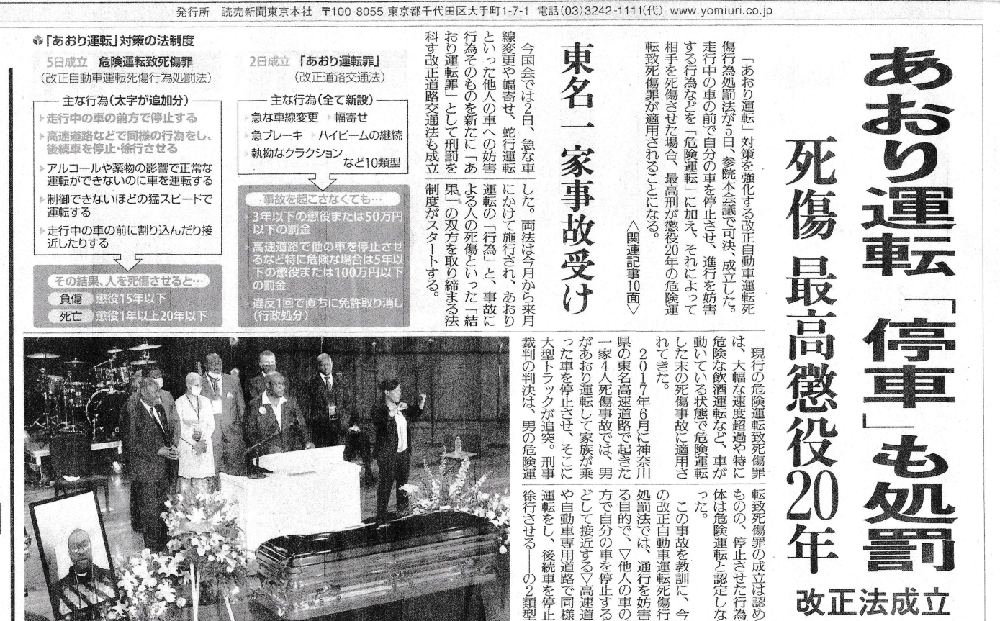 発行所 読売新聞東京本社 〒100-8055 東京都千代田区大手町1-7-1 電話(03)3242-1111(代) www.yomiuri.co.jp
あおり運転「停車」も処罰
死傷 最高懲役20年
改正法成立
「あおり運転」対策を強化する改正自動車運転死
傷行為処罰法が5日、参院本会議で可決、成立した。
走行中の車の前で自分の車を停止させ、進行を妨害
する行為などを「危険運転」に加え、それによって
相手を死傷させた場合、最高刑が懲役20年の危険運
転致死傷罪が適用されることになる。
〈関連記事10面〉
東名一家事故受け
今国会では2日、急な車
線変更や幅寄せ、蛇行運転
といった他人の車への妨害
行為そのものを新たに「あ
おり運転罪」として刑罰を
科す改正道路交通法も成立
した。両法は今月から来月
にかけて施行され、あおり
運転の「行為」と、事故に
よる人の死傷といった「結
果」の双方を取り締まる法
制度がスタートする。
現行の危険運転致死傷罪
は、大幅な速度超過や特に
危険な飲酒運転など、車が
動いている状態で危険運転
した末の死傷事故に適用さ
れてきた。
2017年6月に神奈川
県の東名高速道路で起きた
一家4人死傷事故では、男
があおり運転して家族が乗
った車を停止させ、そこに
大型トラックが追突。刑事
裁判の判決は、男の危険運
転致死傷罪の成立は認め
ものの、停止させた行為
体は危険運転と認定しな
った。
この事故を教訓に、今
の改正自動車運転死傷行
処罰法では、通行を妨害
る目的で、▽他人の車の
方で自分の車を停止する
どして接近する▽高速道
や自動車専用道路で同様
運転をし、後続車を停止
徐行させる――の2類型
「あおり運転」対策の法制度
5日成立 危険運転致死傷罪
(改正自動車運転死傷行為処罰法)
主な行為(太字が追加分)
走行中の車の前方で停止する
高速道路などで同様の行為をし、
後続車を停止・徐行させる
アルコールや薬物の影響で正常な
運転ができないのに車を運転する
制御できないほどの猛スピードで
運転する
走行中の車の前に割り込んだり接
近したりする
その結果、人を死傷させると…
負傷 懲役15年以下
死亡 懲役1年以上20年以下
2日成立 「あおり運転罪」
(改正道路交通法)
主な行為(全て新設)
急な車線変更 幅寄せ
急ブレーキ ハイビームの継続
執拗なクラクション
など10類型
事故を起こさなくても…
3年以下の懲役または50万円
以下の罰金
高速道路で他の車を停止させ
るなど特に危険な場合は5年以
下の懲役または100万円以下
の罰金
違反1回で直ちに免許取り消し
(行政処分)